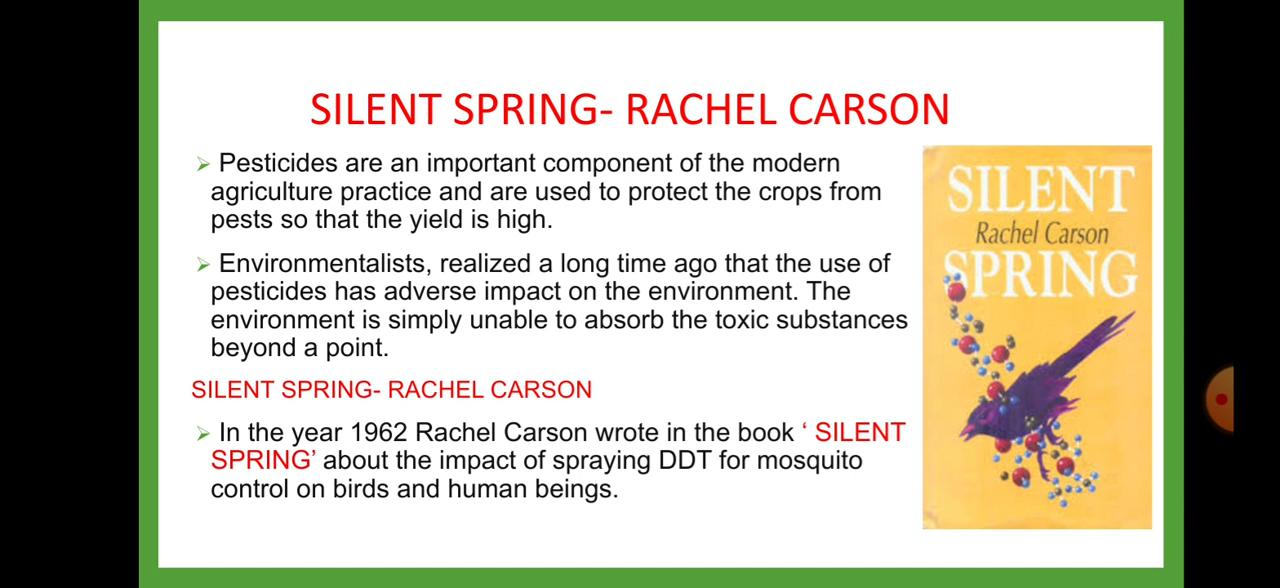 SILENT SPRING- RACHEL CARSON
➢ Pesticides are an important component of the modern
agriculture practice and are used to protect the crops from
pests so that the yield is high.
➢ Environmentalists, realized a long time ago that the use of
pesticides has adverse impact on the environment. The
environment is simply unable to absorb the toxic substances
beyond a point.
SILENT SPRING- RACHEL CARSON
➢ In the year 1962 Rachel Carson wrote in the book ‘ SILENT
SPRING’ about the impact of spraying DDT for mosquito
control on birds and human beings.
SILENT
Rachel Carson
SPRING